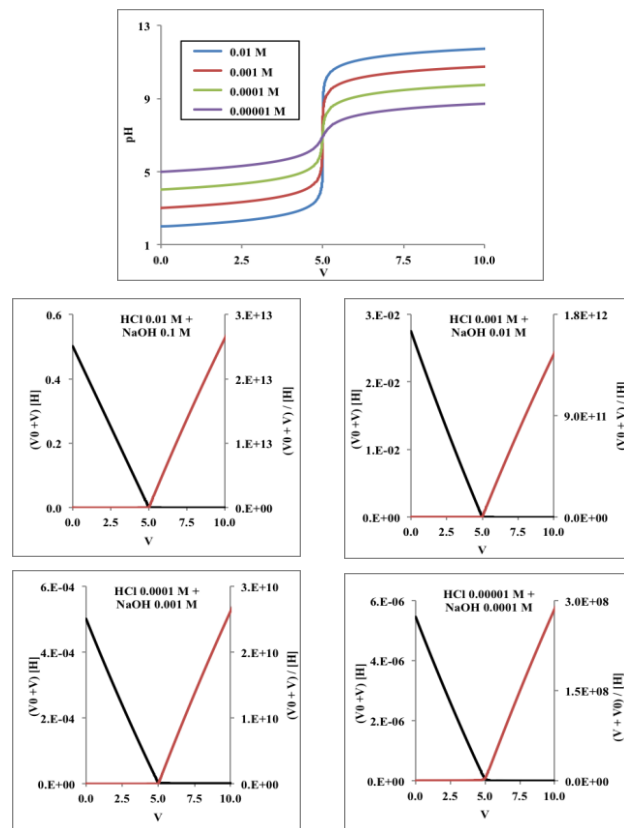 13
9
5
1
pH
0.01 M
0.001 M
0.0001 M
0.00001 M
0.0
2.5
5.0
7.5
10.0
V
HCl 0.01 M +
NaOH 0.1 M
0.6
0.4
0.2
0.0
(V0 +V) [H]
3.E+13
2.E+13
1.E+13
0.E+00
(V0 + V) / [H]
0.0
2.5
5.0
7.5
10.0
V
HCl 0.001 M +
NaOH 0.01 M
3.E-02
2.E-02
1.E-02
0.E+00
(V0 +V) [H]
1.8E+12
9.0E+11
0.0E+00
(V0 + V) / [H]
0.0
2.5
5.0
7.5
10.0
V
HCl 0.0001 M +
NaOH 0.001 M
6.E-04
4.E-04
2.E-04
0.E+00
(V0 +V) [H]
3.E+10
2.E+10
1.E+10
0.E+00
(V0 + V) / [H]
0.0
2.5
5.0
7.5
10.0
V
HCl 0.00001 M +
NaOH 0.0001 M
6.E-06
4.E-06
2.E-06
0.E+00
(V0 +V) [H]
3.0E+08
1.5E+08
0.0E+00
(V + V0) / [H]
0.0
2.5
5.0
7.5
10.0
V